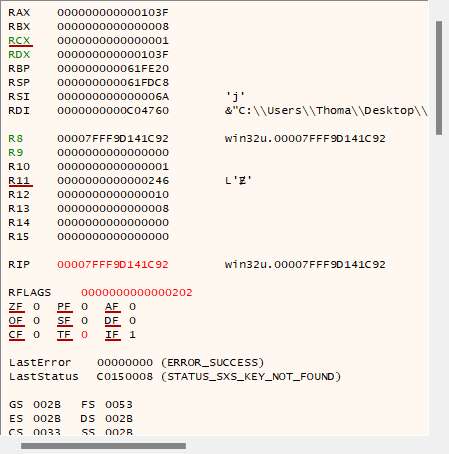 RAX 000000000000103F
RBX 0000000000000008
RCX 0000000000000001
RDX 000000000000103F
RBP 000000000061FE20
RSP 000000000061FDC8
RSI 000000000000006A 'j'
RDI 0000000000C04760 &"C:\\Users\\Thoma\\Desktop\\
R8 00007FFF9D141C92 win32u.00007FFF9D141C92
R9 0000000000000000
R10 0000000000000001
R11 0000000000000246 L'Ɇ'
R12 0000000000000010
R13 0000000000000008
R14 0000000000000000
R15 0000000000000000
RIP 00007FFF9D141C92 win32u.00007FFF9D141C92
RFLAGS 0000000000000202
ZF 0 PF 0 AF 0
OF 0 SF 0 DF 0
CF 0 TF 0 IF 1
LastError 00000000 (ERROR_SUCCESS)
LastStatus C0150008 (STATUS_SXS_KEY_NOT_FOUND)
GS 002B FS 0053
ES 002B DS 002B
CS 0033 SS 002B